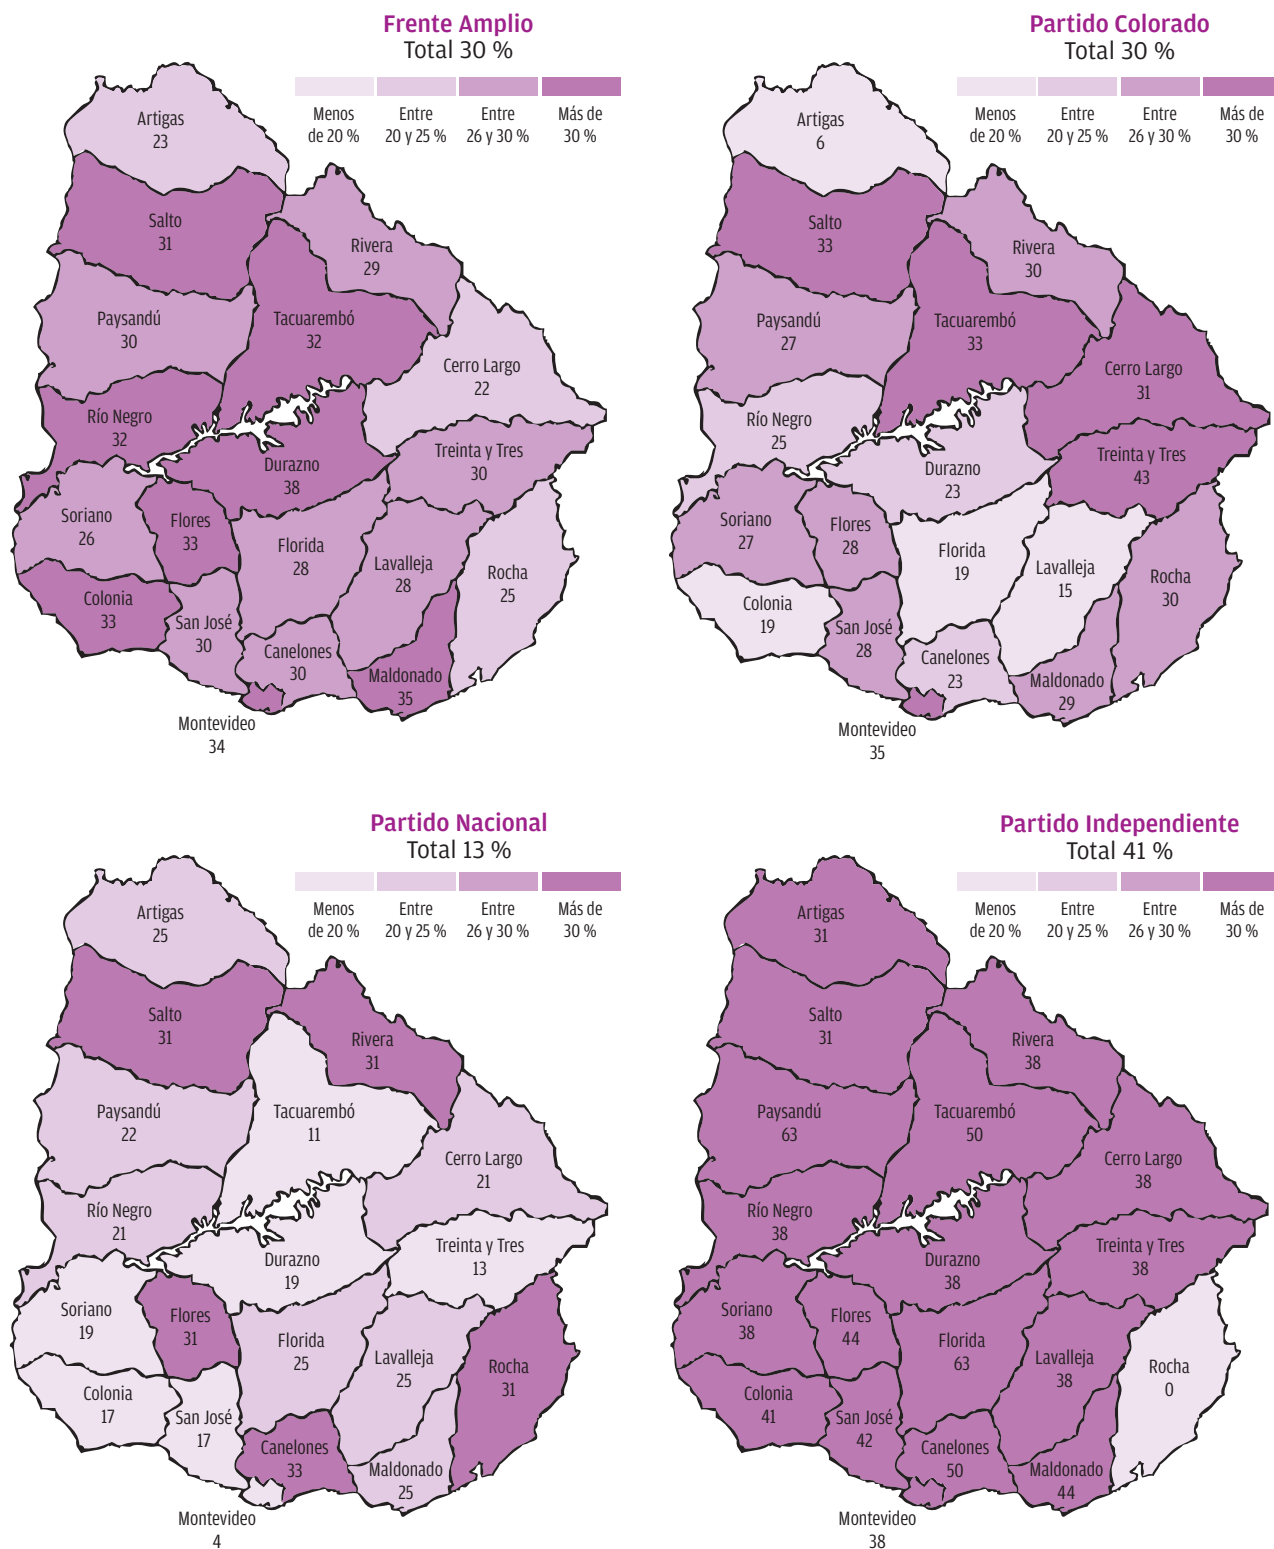 Frente Amplio
Total 30 %
Menos
de 20 %
Entre
20 y 25 %
Entre
26 y 30 %
Más de
30 %
Artigas
23
Salto
31
Rivera
29
Paysandú
30
Tacuarembó
32
Cerro Largo
22
Río Negro
32
Durazno
38
Treinta y Tres
30
Soriano
26
Flores
33
Florida
28
Lavalleja
28
Rocha
25
Colonia
33
San José
30
Canelones
30
Maldonado
35
Montevideo
34
Partido Colorado
Total 30 %
Menos
de 20 %
Entre
20 y 25 %
Entre
26 y 30 %
Más de
30 %
Artigas
6
Salto
33
Rivera
30
Paysandú
27
Tacuarembó
33
Cerro Largo
31
Río Negro
25
Durazno
23
Treinta y Tres
43
Soriano
27
Flores
28
Florida
19
Lavalleja
15
Rocha
30
Colonia
19
San José
28
Canelones
23
Maldonado
29
Montevideo
35
Partido Nacional
Total 13 %
Menos
de 20 %
Entre
20 y 25 %
Entre
26 y 30 %
Más de
30 %
Artigas
25
Salto
31
Rivera
31
Paysandú
22
Tacuarembó
11
Cerro Largo
21
Río Negro
21
Durazno
19
Treinta y Tres
13
Soriano
19
Flores
31
Florida
25
Lavalleja
25
Rocha
31
Colonia
17
San José
17
Canelones
33
Maldonado
25
Montevideo
4
Partido Independiente
Total 41 %
Menos
de 20 %
Entre
20 y 25 %
Entre
26 y 30 %
Más de
30 %
Artigas
31
Salto
31
Rivera
38
Paysandú
63
Tacuarembó
50
Cerro Largo
38
Río Negro
38
Durazno
38
Treinta y Tres
38
Soriano
38
Flores
44
Florida
63
Lavalleja
38
Rocha
0
Colonia
41
San José
42
Canelones
50
Maldonado
44
Montevideo
38